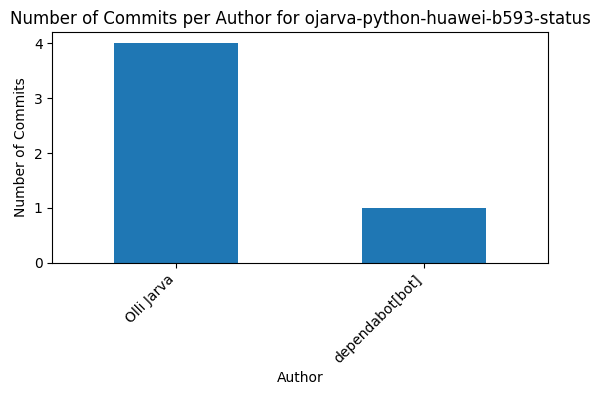 Number of Commits per Author for ojarva-python-huawei-b593-status
Number of Commits
4
3
2
1
0
Olli Jarva
dependabot[bot]
Author